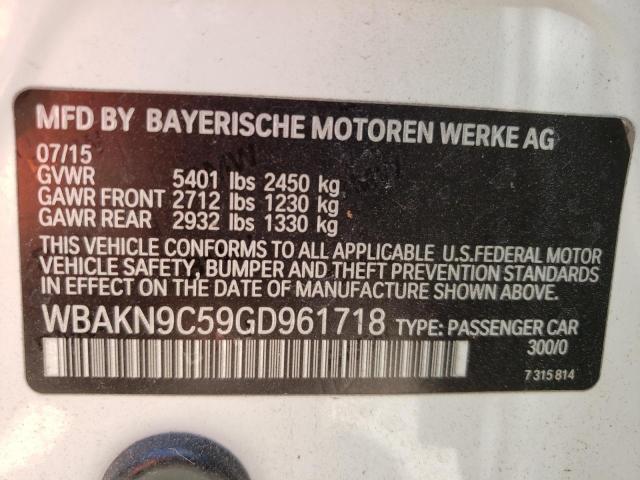 MFD BY BAYERISCHE MOTOREN WERKE AG
07/15
GVWR 5401 lbs 2450 kg
GAWR FRONT 2712 lbs 1230 kg
GAWR REAR 2932 lbs 1330 kg
THIS VEHICLE CONFORMS TO ALL APPLICABLE U.S.FEDERAL MOTOR
VEHICLE SAFETY, BUMPER AND THEFT PREVENTION STANDARDS
IN EFFECT ON THE DATE OF MANUFACTURE SHOWN ABOVE.
WBAKN9C59GD961718 TYPE: PASSENGER CAR
300/0
7 315 814